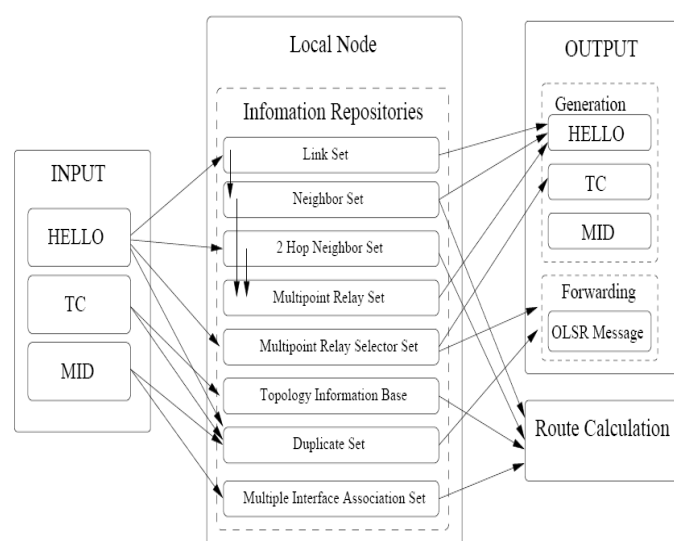 INPUT
HELLO
TC
MID
Local Node
Infomation Repositories
Link Set
Neighbor Set
2 Hop Neighbor Set
Multipoint Relay Set
Multipoint Relay Selector Set
Topology Information Base
Duplicate Set
Multiple Interface Association Set
OUTPUT
Generation
HELLO
TC
MID
Forwarding
OLSR Message
Route Calculation